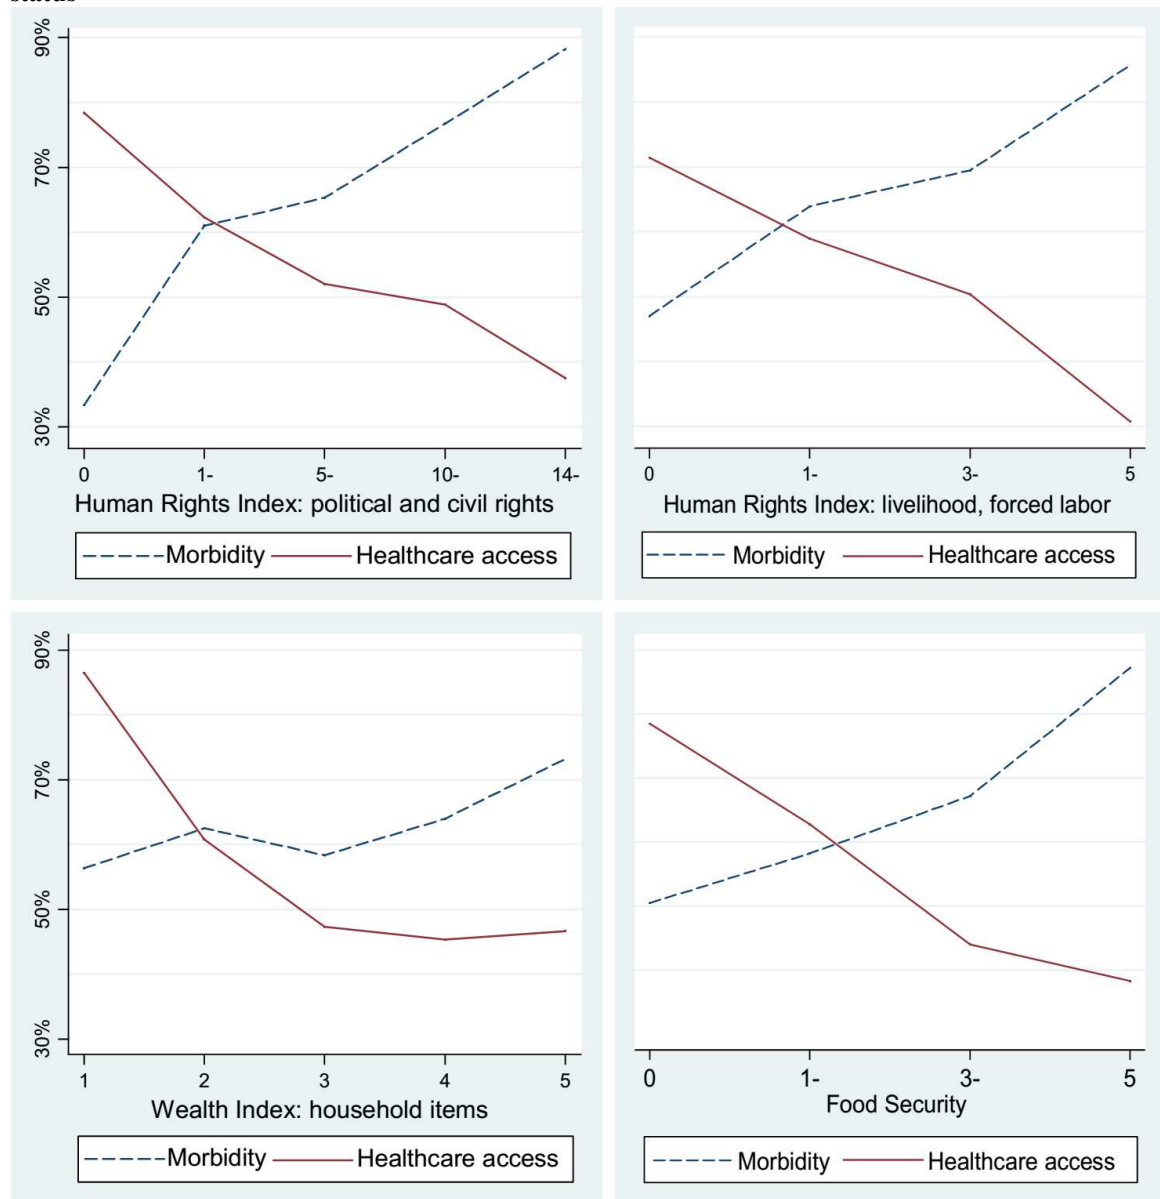 status
90%
70%
50%
30%
0 1- 5- 10- 14-
Human Rights Index: political and civil rights
Morbidity Healthcare access
0 1- 3- 5
Human Rights Index: livelihood, forced labor
Morbidity Healthcare access
90%
70%
50%
30%
1 2 3 4 5
Wealth Index: household items
Morbidity Healthcare access
0 1- 3- 5
Food Security
Morbidity Healthcare access